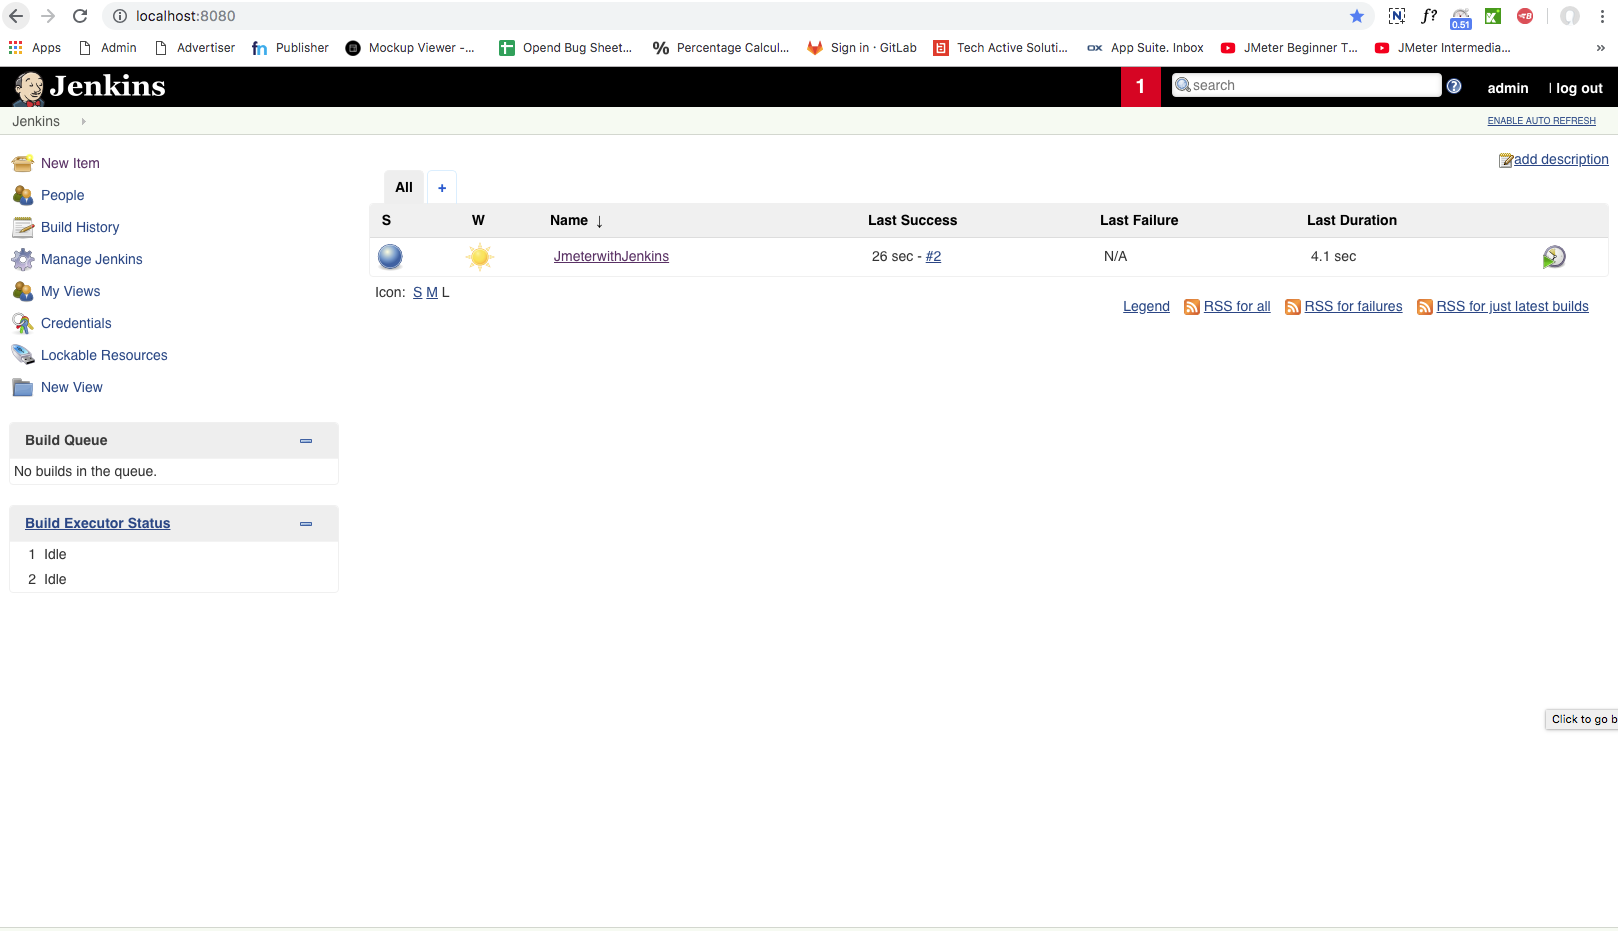 localhost:8080
f?
0.51
Apps Admin Advertiser fn Publisher Mockup Viewer -... Opend Bug Sheet... % Percentage Calcul... Sign in · GitLab Tech Active Soluti... OX App Suite. Inbox JMeter Beginner T... JMeter Intermedia... »
Jenkins 1 search ? admin | log out
Jenkins ENABLE AUTO REFRESH
add description
New Item
People
Build History
Manage Jenkins
My Views
Credentials
Lockable Resources
New View
All +
S W Name ↓ Last Success Last Failure Last Duration
JmeterwithJenkins 26 sec - #2 N/A 4.1 sec
Icon: S M L
Legend RSS for all RSS for failures RSS for just latest builds
Build Queue
No builds in the queue.
Build Executor Status
1 Idle
2 Idle
Click to go b